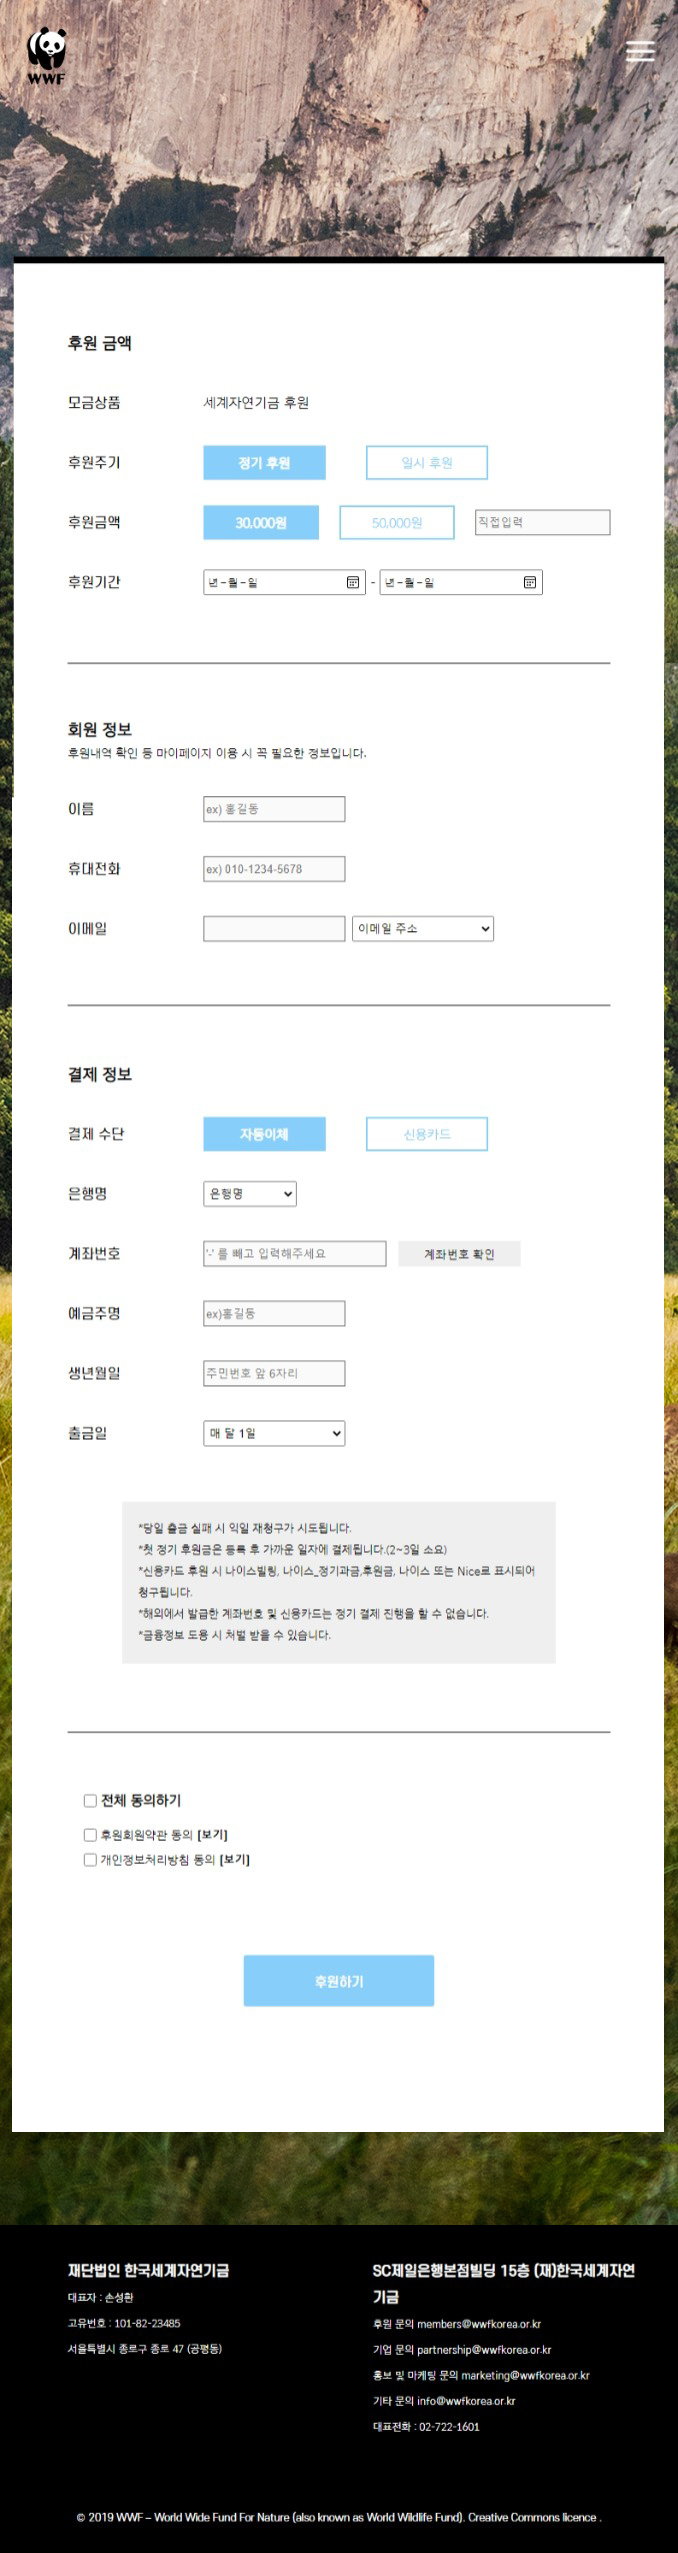 WWF
후원 금액
모금상품 세계자연기금 후원
후원주기 정기 후원 일시 후원
후원금액 30.000원 50.000원 직접입력
후원기간 년-월-일 - 년-월-일
회원 정보
후원내역 확인 등 마이페이지 이용 시 꼭 필요한 정보입니다.
이름 ex) 홍길동
휴대전화 ex) 010-1234-5678
이메일 이메일 주소
결제 정보
결제 수단 자동이체 신용카드
은행명 은행명
계좌번호 '-' 를 빼고 입력해주세요 계좌번호 확인
예금주명 ex)홍길동
생년월일 주민번호 앞 6자리
출금일 매 달 1일
*당일 출금 실패 시 익일 재청구가 시도됩니다.
*첫 정기 후원금은 등록 후 가까운 일자에 결제됩니다.(2~3일 소요)
*신용카드 후원 시 나이스빌링, 나이스_정기과금,후원금, 나이스 또는 Nice로 표시되어
청구됩니다.
*해외에서 발급한 계좌번호 및 신용카드는 정기 결제 진행을 할 수 없습니다.
*금융정보 도용 시 처벌 받을 수 있습니다.
전체 동의하기
후원회원약관 동의 [보기]
개인정보처리방침 동의 [보기]
후원하기
재단법인 한국세계자연기금
대표자 : 손성환
고유번호 : 101-82-23485
서울특별시 종로구 종로 47 (공평동)
SC제일은행본점빌딩 15층 (재)한국세계자연
기금
후원 문의 members@wwfkorea.or.kr
기업 문의 partnership@wwfkorea.or.kr
홍보 및 마케팅 문의 marketing@wwfkorea.or.kr
기타 문의 info@wwfkorea.or.kr
대표전화 : 02-722-1601
© 2019 WWF – World Wide Fund For Nature (also known as World Wildlife Fund). Creative Commons licence .